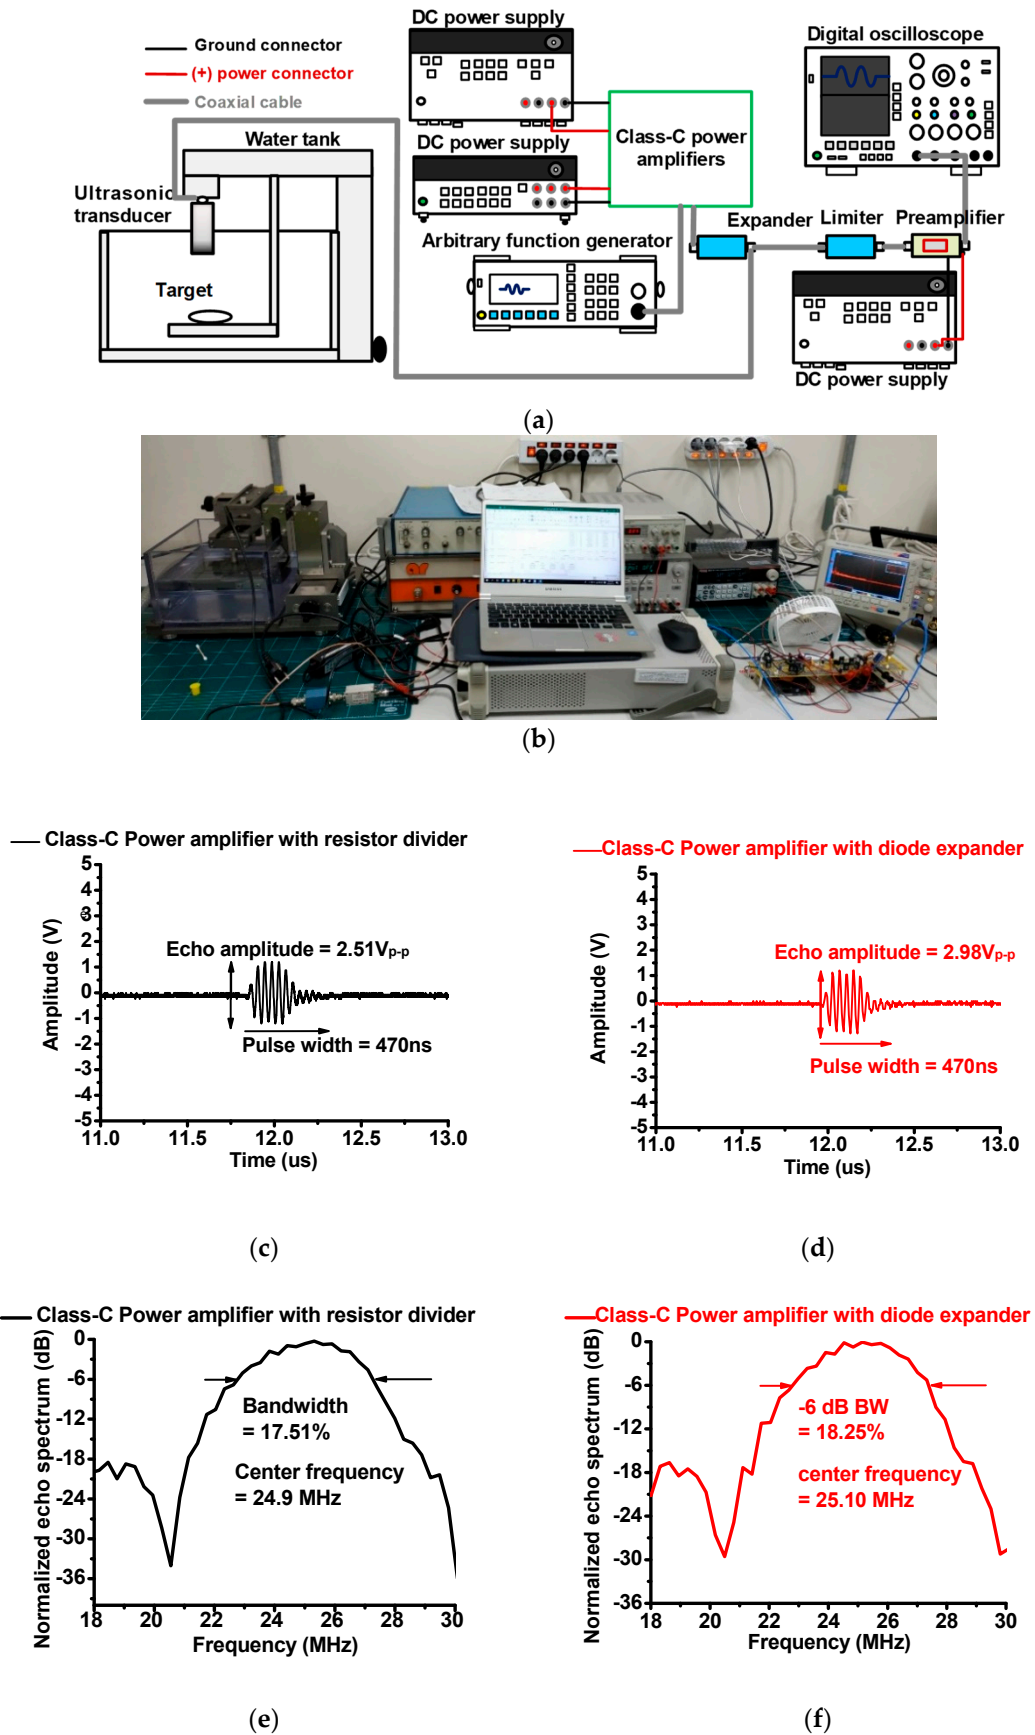 DC power supply
Digital oscilloscope
Ground connector
(+) power connector
Coaxial cable
Water tank
DC power supply
Class-C power
amplifiers
Ultrasonic
transducer
Expander
Limiter
Preamplifier
Arbitrary function generator
Target
DC power supply
(a)
(b)
Class-C Power amplifier with resistor divider
5
4
3
2
1
0
-1
-2
-3
-4
-5
Amplitude (V)
Echo amplitude = 2.51Vp-p
Pulse width = 470ns
11.0 11.5 12.0 12.5 13.0
Time (us)
(c)
Class-C Power amplifier with diode expander
5
4
3
2
1
0
-1
-2
-3
-4
-5
Amplitude (V)
Echo amplitude = 2.98Vp-p
Pulse width = 470ns
11.0 11.5 12.0 12.5 13.0
Time (us)
(d)
Class-C Power amplifier with resistor divider
0
-6
-12
-18
-24
-30
-36
Normalized echo spectrum (dB)
Bandwidth
= 17.51%
Center frequency
= 24.9 MHz
18 20 22 24 26 28 30
Frequency (MHz)
(e)
Class-C Power amplifier with diode expander
0
-6
-12
-18
-24
-30
-36
Normalized echo spectrum (dB)
-6 dB BW
= 18.25%
center frequency
= 25.10 MHz
18 20 22 24 26 28 30
Frequency (MHz)
(f)